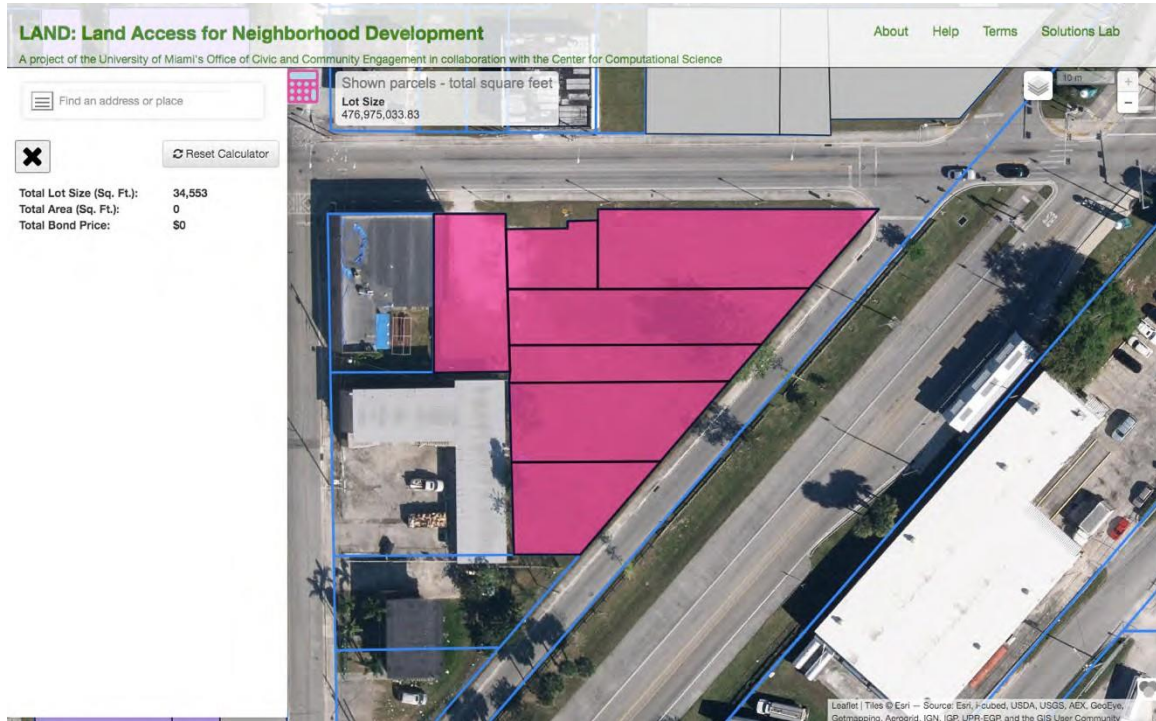 LAND: Land Access for Neighborhood Development
About Help Terms Solutions Lab
A project of the University of Miami's Office of Civic and Community Engagement in collaboration with the Center for Computational Science
Find an address or place
Shown parcels - total square feet
Lot Size
476,975,033.83
10 m
+
−
Reset Calculator
Total Lot Size (Sq. Ft.): 34,553
Total Area (Sq. Ft.): 0
Total Bond Price: $0
Leaflet | Tiles © Esri — Source: Esri, i-cubed, USDA, USGS, AEX, GeoEye,
Getmapping, Aerogrid, IGN, IGP, UPR-EGP, and the GIS User Community